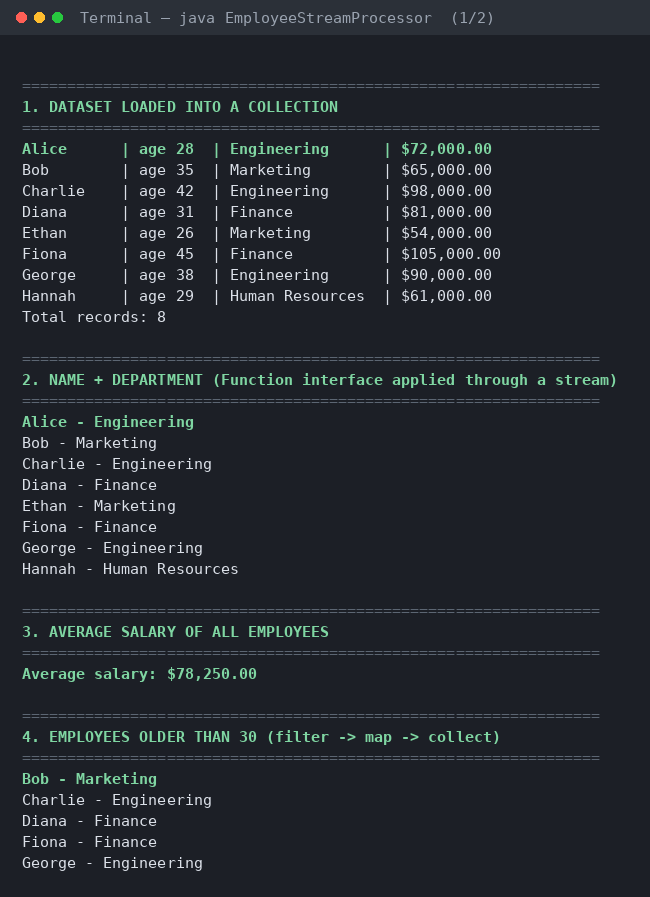 Terminal — java EmployeeStreamProcessor  (1/2)
================================================================
1. DATASET LOADED INTO A COLLECTION
================================================================
Alice      | age 28  | Engineering      | $72,000.00
Bob        | age 35  | Marketing        | $65,000.00
Charlie    | age 42  | Engineering      | $98,000.00
Diana      | age 31  | Finance          | $81,000.00
Ethan      | age 26  | Marketing        | $54,000.00
Fiona      | age 45  | Finance          | $105,000.00
George     | age 38  | Engineering      | $90,000.00
Hannah     | age 29  | Human Resources  | $61,000.00
Total records: 8
================================================================
2. NAME + DEPARTMENT (Function interface applied through a stream)
================================================================
Alice - Engineering
Bob - Marketing
Charlie - Engineering
Diana - Finance
Ethan - Marketing
Fiona - Finance
George - Engineering
Hannah - Human Resources
================================================================
3. AVERAGE SALARY OF ALL EMPLOYEES
================================================================
Average salary: $78,250.00
================================================================
4. EMPLOYEES OLDER THAN 30 (filter -> map -> collect)
================================================================
Bob - Marketing
Charlie - Engineering
Diana - Finance
Fiona - Finance
George - Engineering